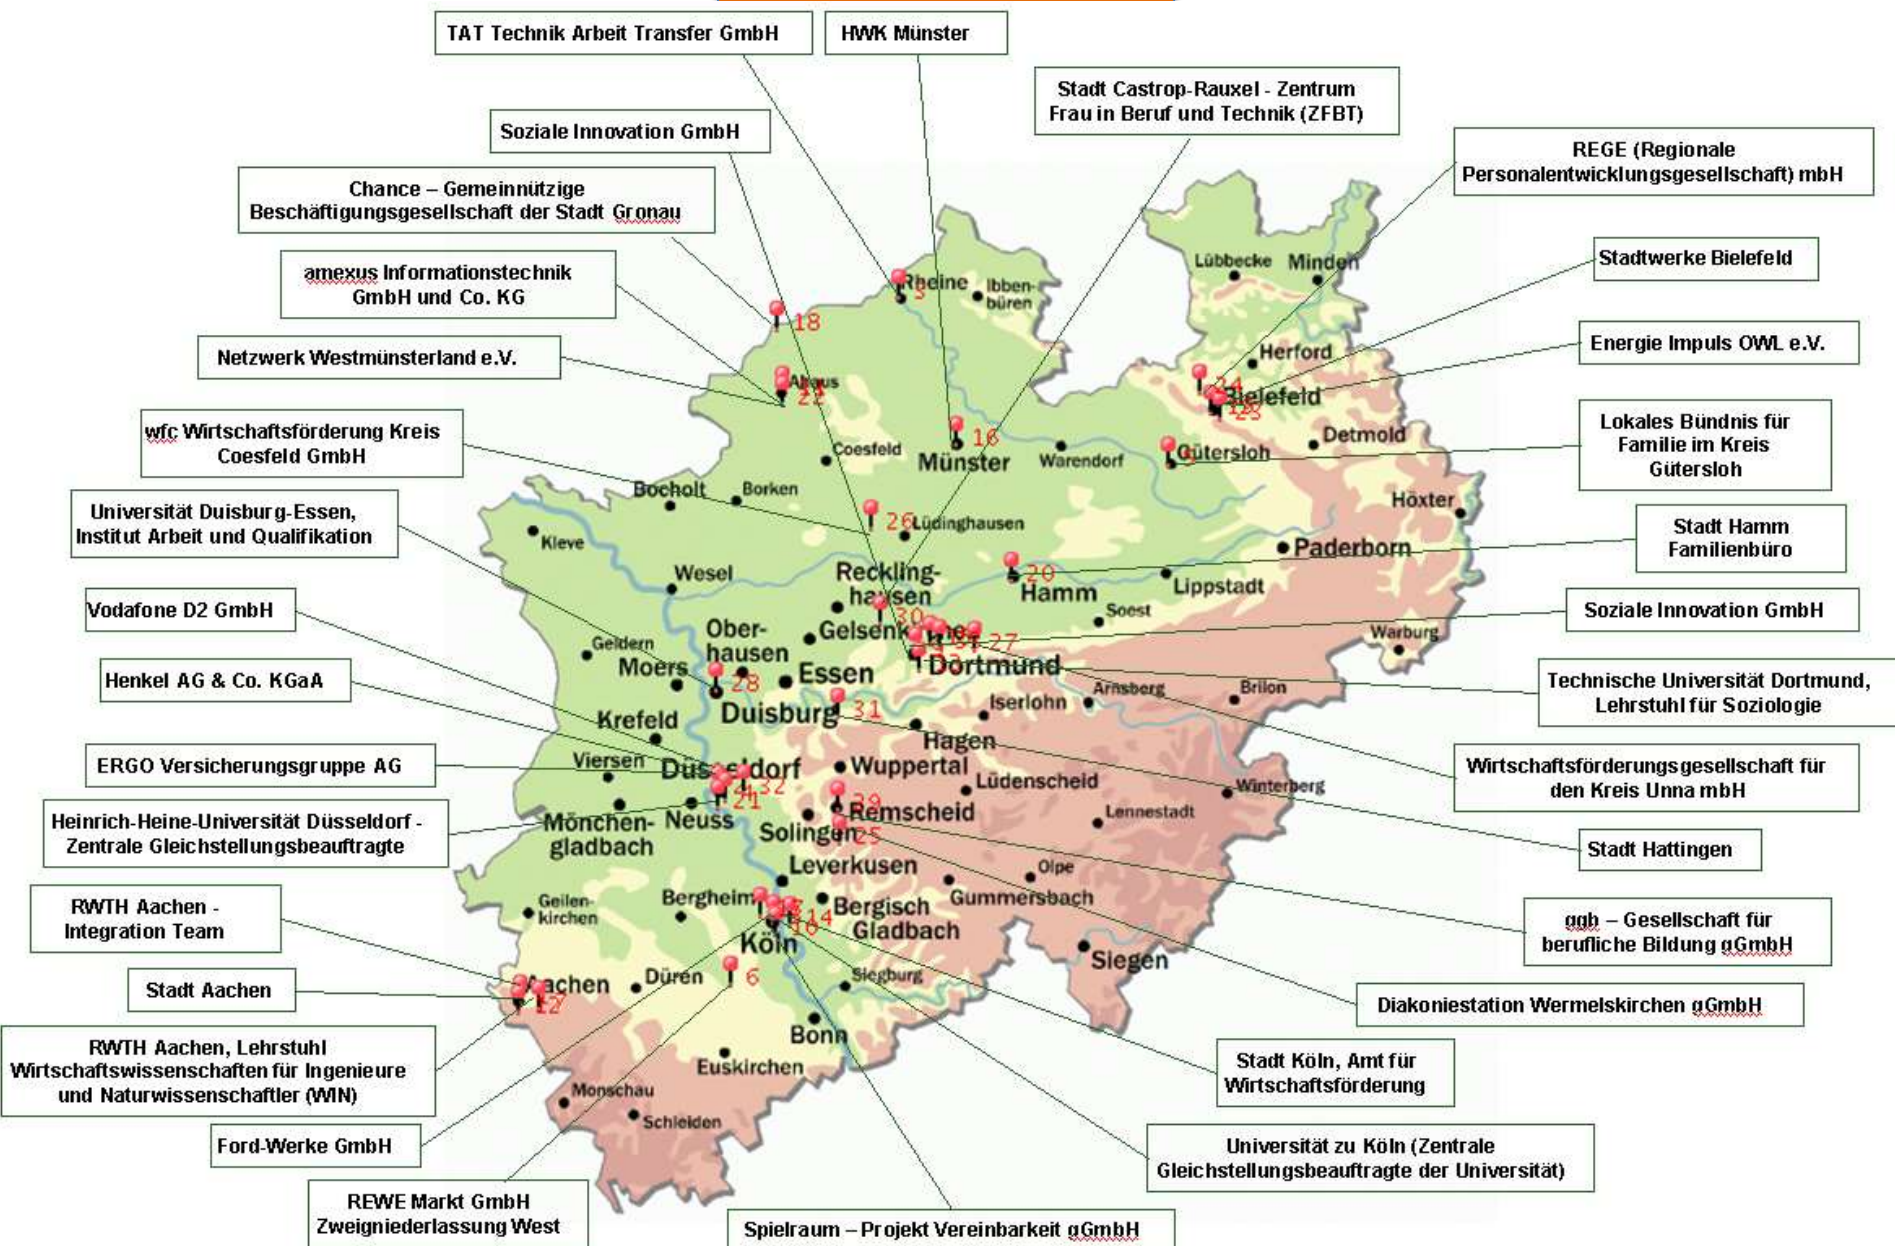 TAT Technik Arbeit Transfer GmbH
HWK Münster
Stadt Castrop-Rauxel - Zentrum
Frau in Beruf und Technik (ZFBT)
Soziale Innovation GmbH
REGE (Regionale
Personalentwicklungsgesellschaft) mbH
Chance – Gemeinnützige
Beschäftigungsgesellschaft der Stadt Gronau
Stadtwerke Bielefeld
amexus Informationstechnik
GmbH und Co. KG
Energie Impuls OWL e.V.
Netzwerk Westmünsterland e.V.
Lokales Bündnis für
Familie im Kreis
Gütersloh
wfc Wirtschaftsförderung Kreis
Coesfeld GmbH
Universität Duisburg-Essen,
Institut Arbeit und Qualifikation
Stadt Hamm
Familienbüro
Vodafone D2 GmbH
Soziale Innovation GmbH
Henkel AG & Co. KGaA
Technische Universität Dortmund,
Lehrstuhl für Soziologie
ERGO Versicherungsgruppe AG
Wirtschaftsförderungsgesellschaft für
den Kreis Unna mbH
Heinrich-Heine-Universität Düsseldorf -
Zentrale Gleichstellungsbeauftragte
Stadt Hattingen
RWTH Aachen -
Integration Team
ggb – Gesellschaft für
berufliche Bildung gGmbH
Stadt Aachen
Diakoniestation Wermelskirchen gGmbH
RWTH Aachen, Lehrstuhl
Wirtschaftswissenschaften für Ingenieure
und Naturwissenschaftler (WIN)
Stadt Köln, Amt für
Wirtschaftsförderung
Ford-Werke GmbH
Universität zu Köln (Zentrale
Gleichstellungsbeauftragte der Universität)
REWE Markt GmbH
Zweigniederlassung West
Spielraum – Projekt Vereinbarkeit gGmbH
Lübbecke
Minden
Rheine
3
Ibben-
büren
18
Herford
24
Bielefeld
23
Ahaus
22
Detmold
Coesfeld
16
Münster
Warendorf
Gütersloh
Bocholt
Borken
Höxter
26
Lüdinghausen
Kleve
Paderborn
Wesel
Reckling-
hausen
20
Hamm
Lippstadt
Soest
30
Geldern
Ober-
hausen
27
Warburg
Moers
28
Essen
Dortmund
Arnsberg
Brilon
Duisburg
31
Iserlohn
Krefeld
Hagen
Viersen
Düsseldorf
32
21
Wuppertal
Lüdenscheid
Winterberg
29
Remscheid
Mönchen-
gladbach
Neuss
Solingen
25
Lennestadt
Leverkusen
Olpe
Gummersbach
Geilen-
kirchen
Bergheim
14
Bergisch
Gladbach
Köln
Siegen
Aachen
12
Düren
6
Siegburg
Bonn
Euskirchen
Monschau
Schleiden